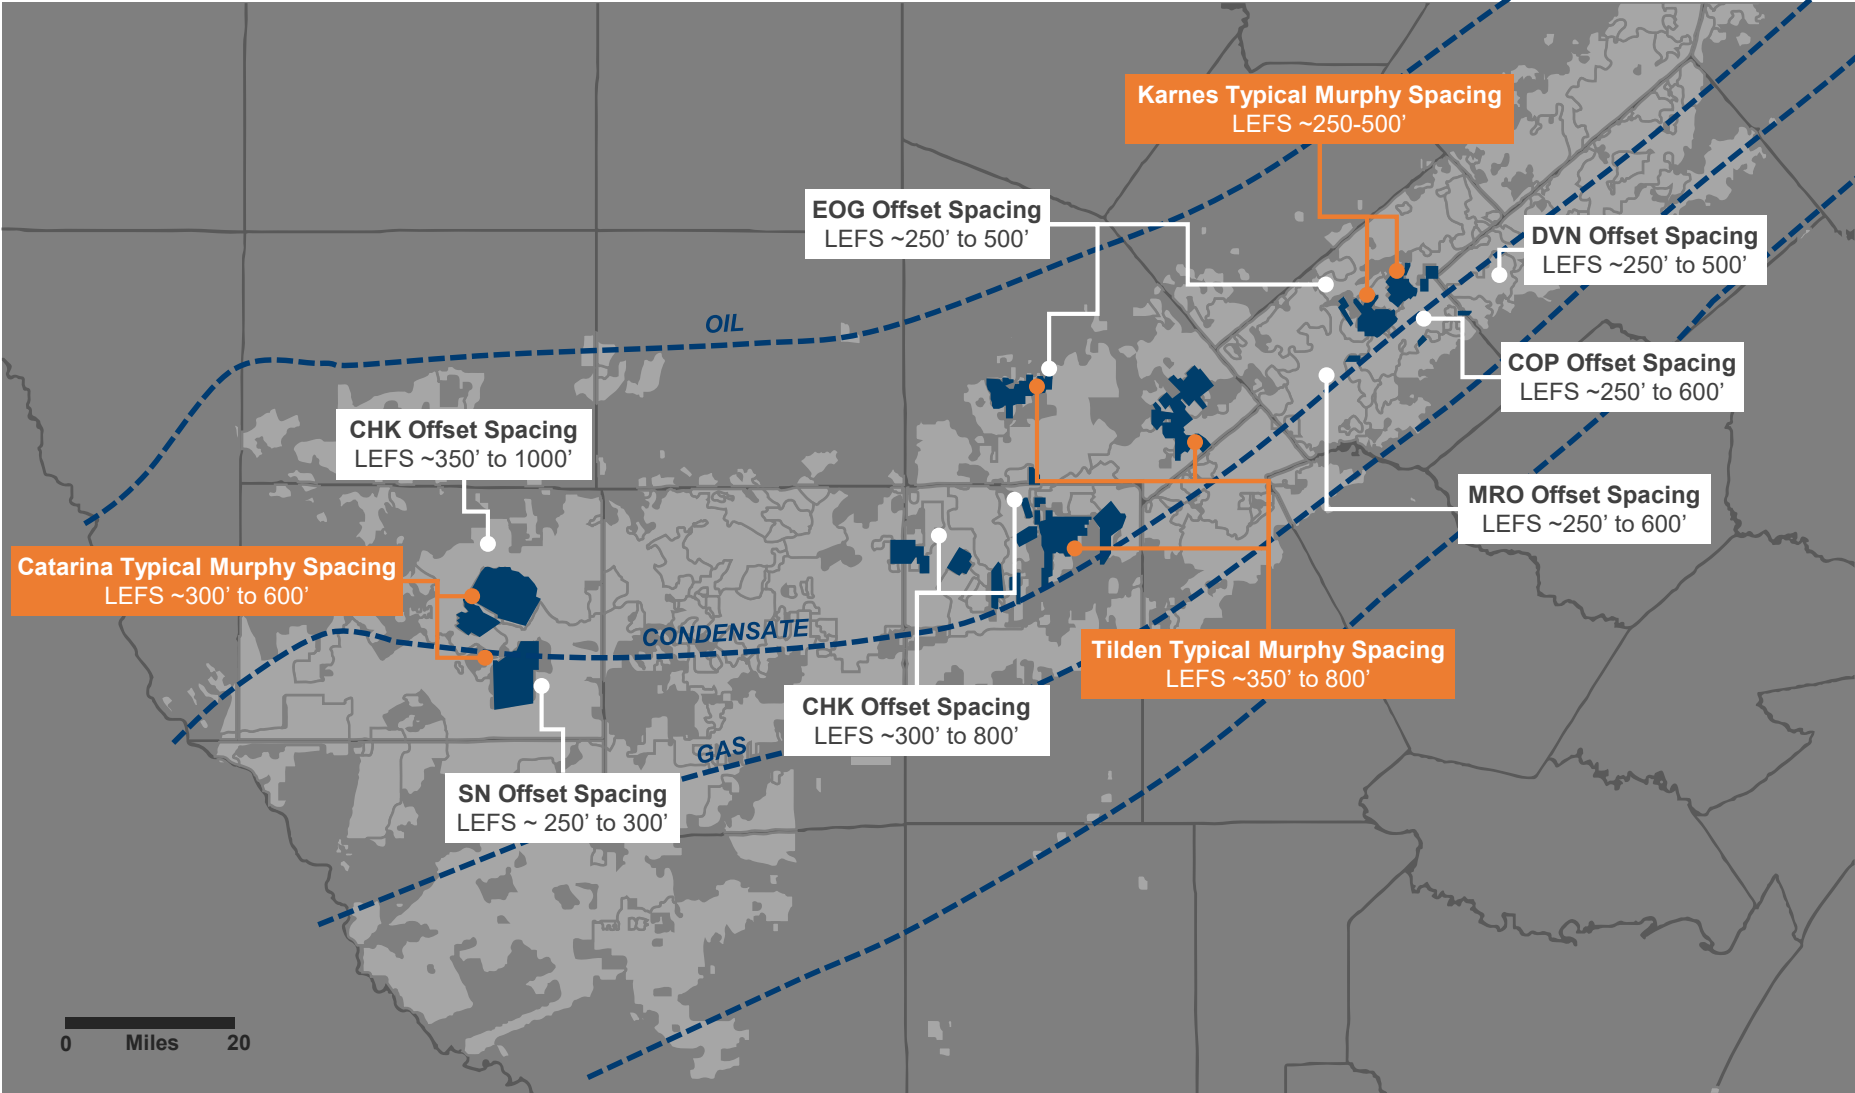 Karnes Typical Murphy Spacing
LEFS ~250-500’
EOG Offset Spacing
LEFS ~250’ to 500’
DVN Offset Spacing
LEFS ~250’ to 500’
OIL
COP Offset Spacing
LEFS ~250’ to 600’
CHK Offset Spacing
LEFS ~350’ to 1000’
MRO Offset Spacing
LEFS ~250’ to 600’
Catarina Typical Murphy Spacing
LEFS ~300’ to 600’
CONDENSATE
Tilden Typical Murphy Spacing
LEFS ~350’ to 800’
CHK Offset Spacing
LEFS ~300’ to 800’
GAS
SN Offset Spacing
LEFS ~ 250’ to 300’
0 Miles 20